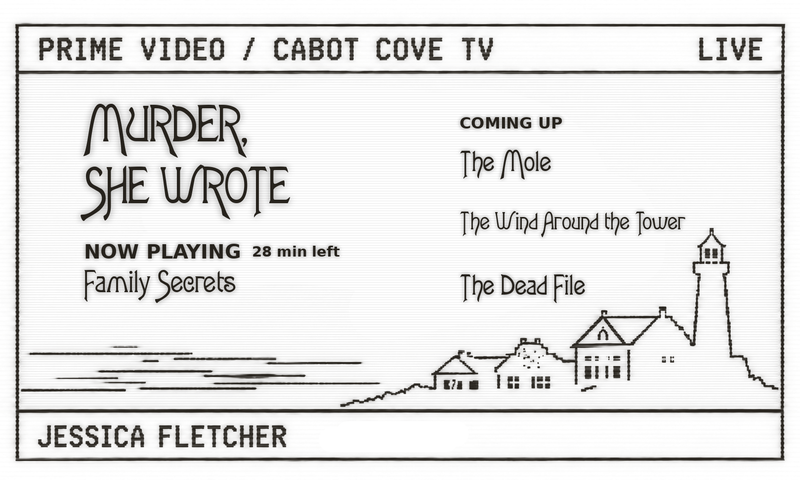 PRIME VIDEO / CABOT COVE TV
LIVE
MURDER,
SHE WROTE
NOW PLAYING 28 min left
Family Secrets
COMING UP
The Mole
The Wind Around the Tower
The Dead File
JESSICA FLETCHER